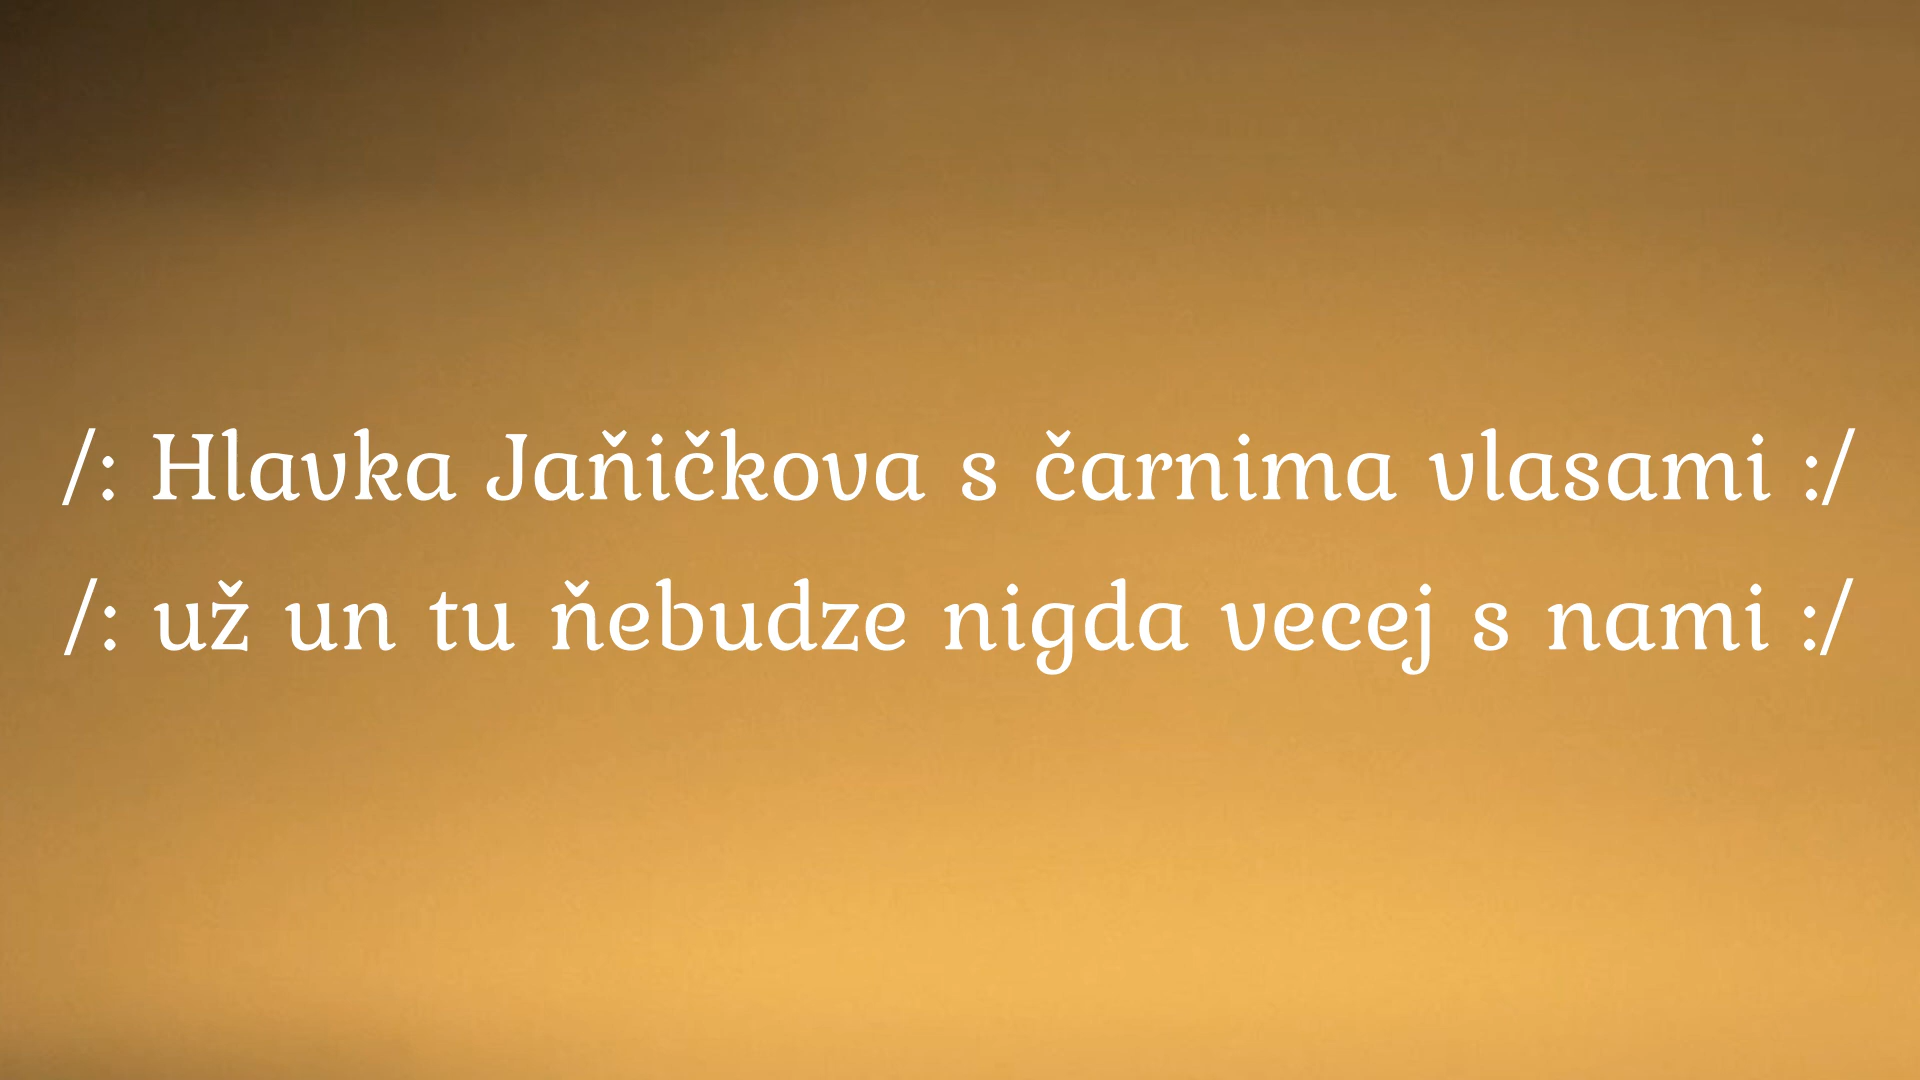 /: Hlavka Jaňičkova s čarnima vlasami :/
/: už un tu ňebudze nigda vecej s nami :/